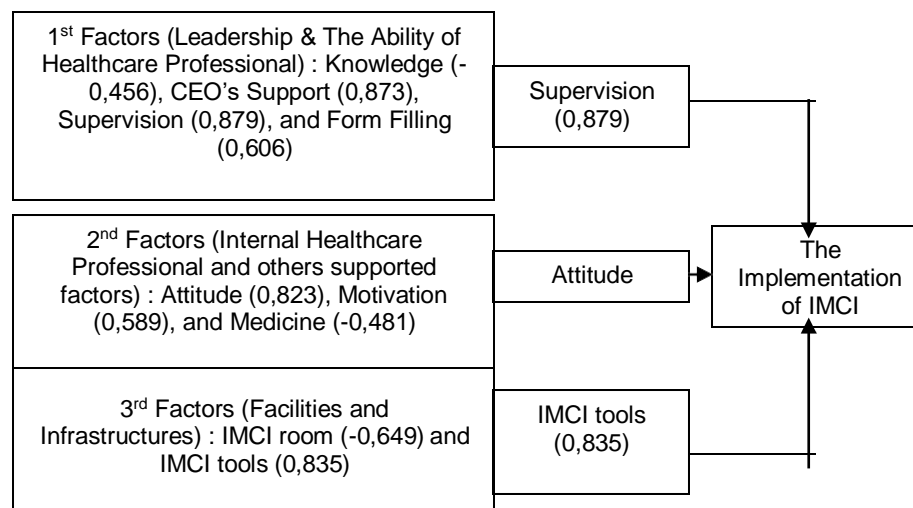 1st Factors (Leadership & The Ability of
Healthcare Professional) : Knowledge (-
0,456), CEO's Support (0,873),
Supervision (0,879), and Form Filling
(0,606)
Supervision
(0,879)
2nd Factors (Internal Healthcare
Professional and others supported
factors) : Attitude (0,823), Motivation
(0,589), and Medicine (-0,481)
Attitude
The
Implementation
of IMCI
3rd Factors (Facilities and
Infrastructures) : IMCI room (-0,649) and
IMCI tools (0,835)
IMCI tools
(0,835)